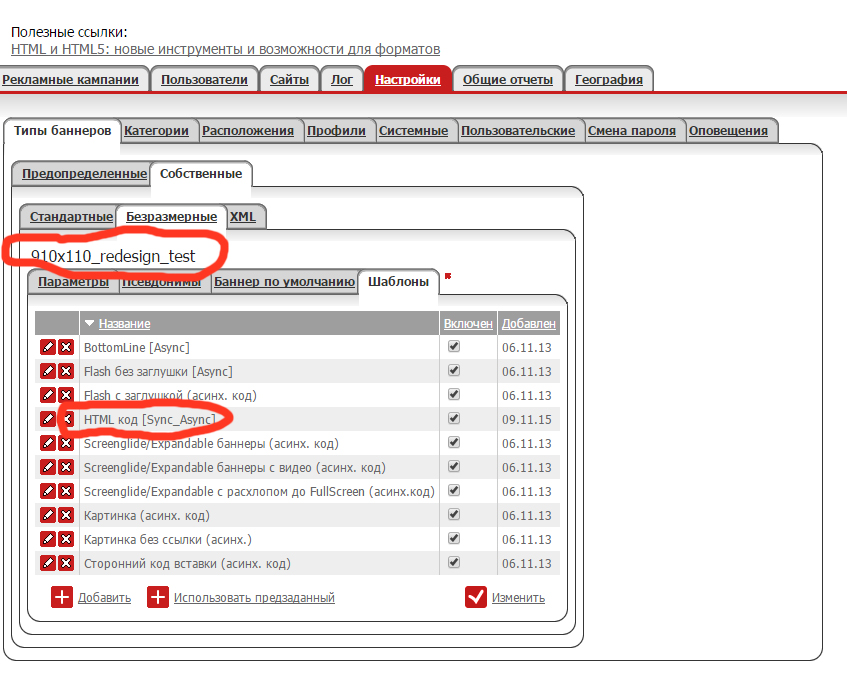 Полезные ссылки:
HTML и HTML5: новые инструменты и возможности для форматов
Рекламные кампании Пользователи Сайты Лог Настройки Общие отчеты География
Типы баннеров Категории Расположения Профили Системные Пользовательские Смена пароля Оповещения
Предопределенные Собственные
Стандартные Безразмерные XML
910x110_redesign_test
Параметры Псевдонимы Баннер по умолчанию Шаблоны
Название Включен Добавлен
BottomLine [Async] 06.11.13
Flash без заглушки [Async] 06.11.13
Flash с заглушкой (асинх. код) 06.11.13
HTML код [Sync_Async] 09.11.15
Screenglide/Expandable баннеры (асинх. код) 06.11.13
Screenglide/Expandable баннеры с видео (асинх. код) 06.11.13
Screenglide/Expandable с расхлопом до FullScreen (асинх.код) 06.11.13
Картинка (асинх. код) 06.11.13
Картинка без ссылки (асинх.) 06.11.13
Сторонний код вставки (асинх. код) 06.11.13
Добавить Использовать предзаданный Изменить